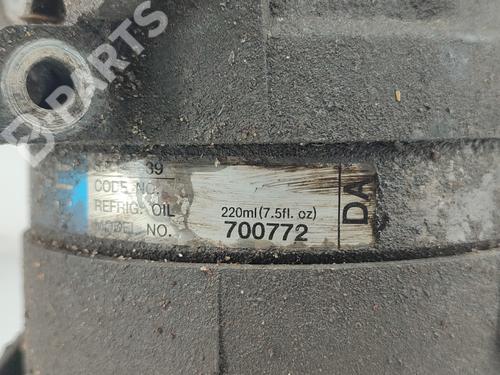 B-PARTS
39
CODE NO.
REFRIG. OIL 220ml (7.5fl. oz)
MODEL NO. 700772
DA